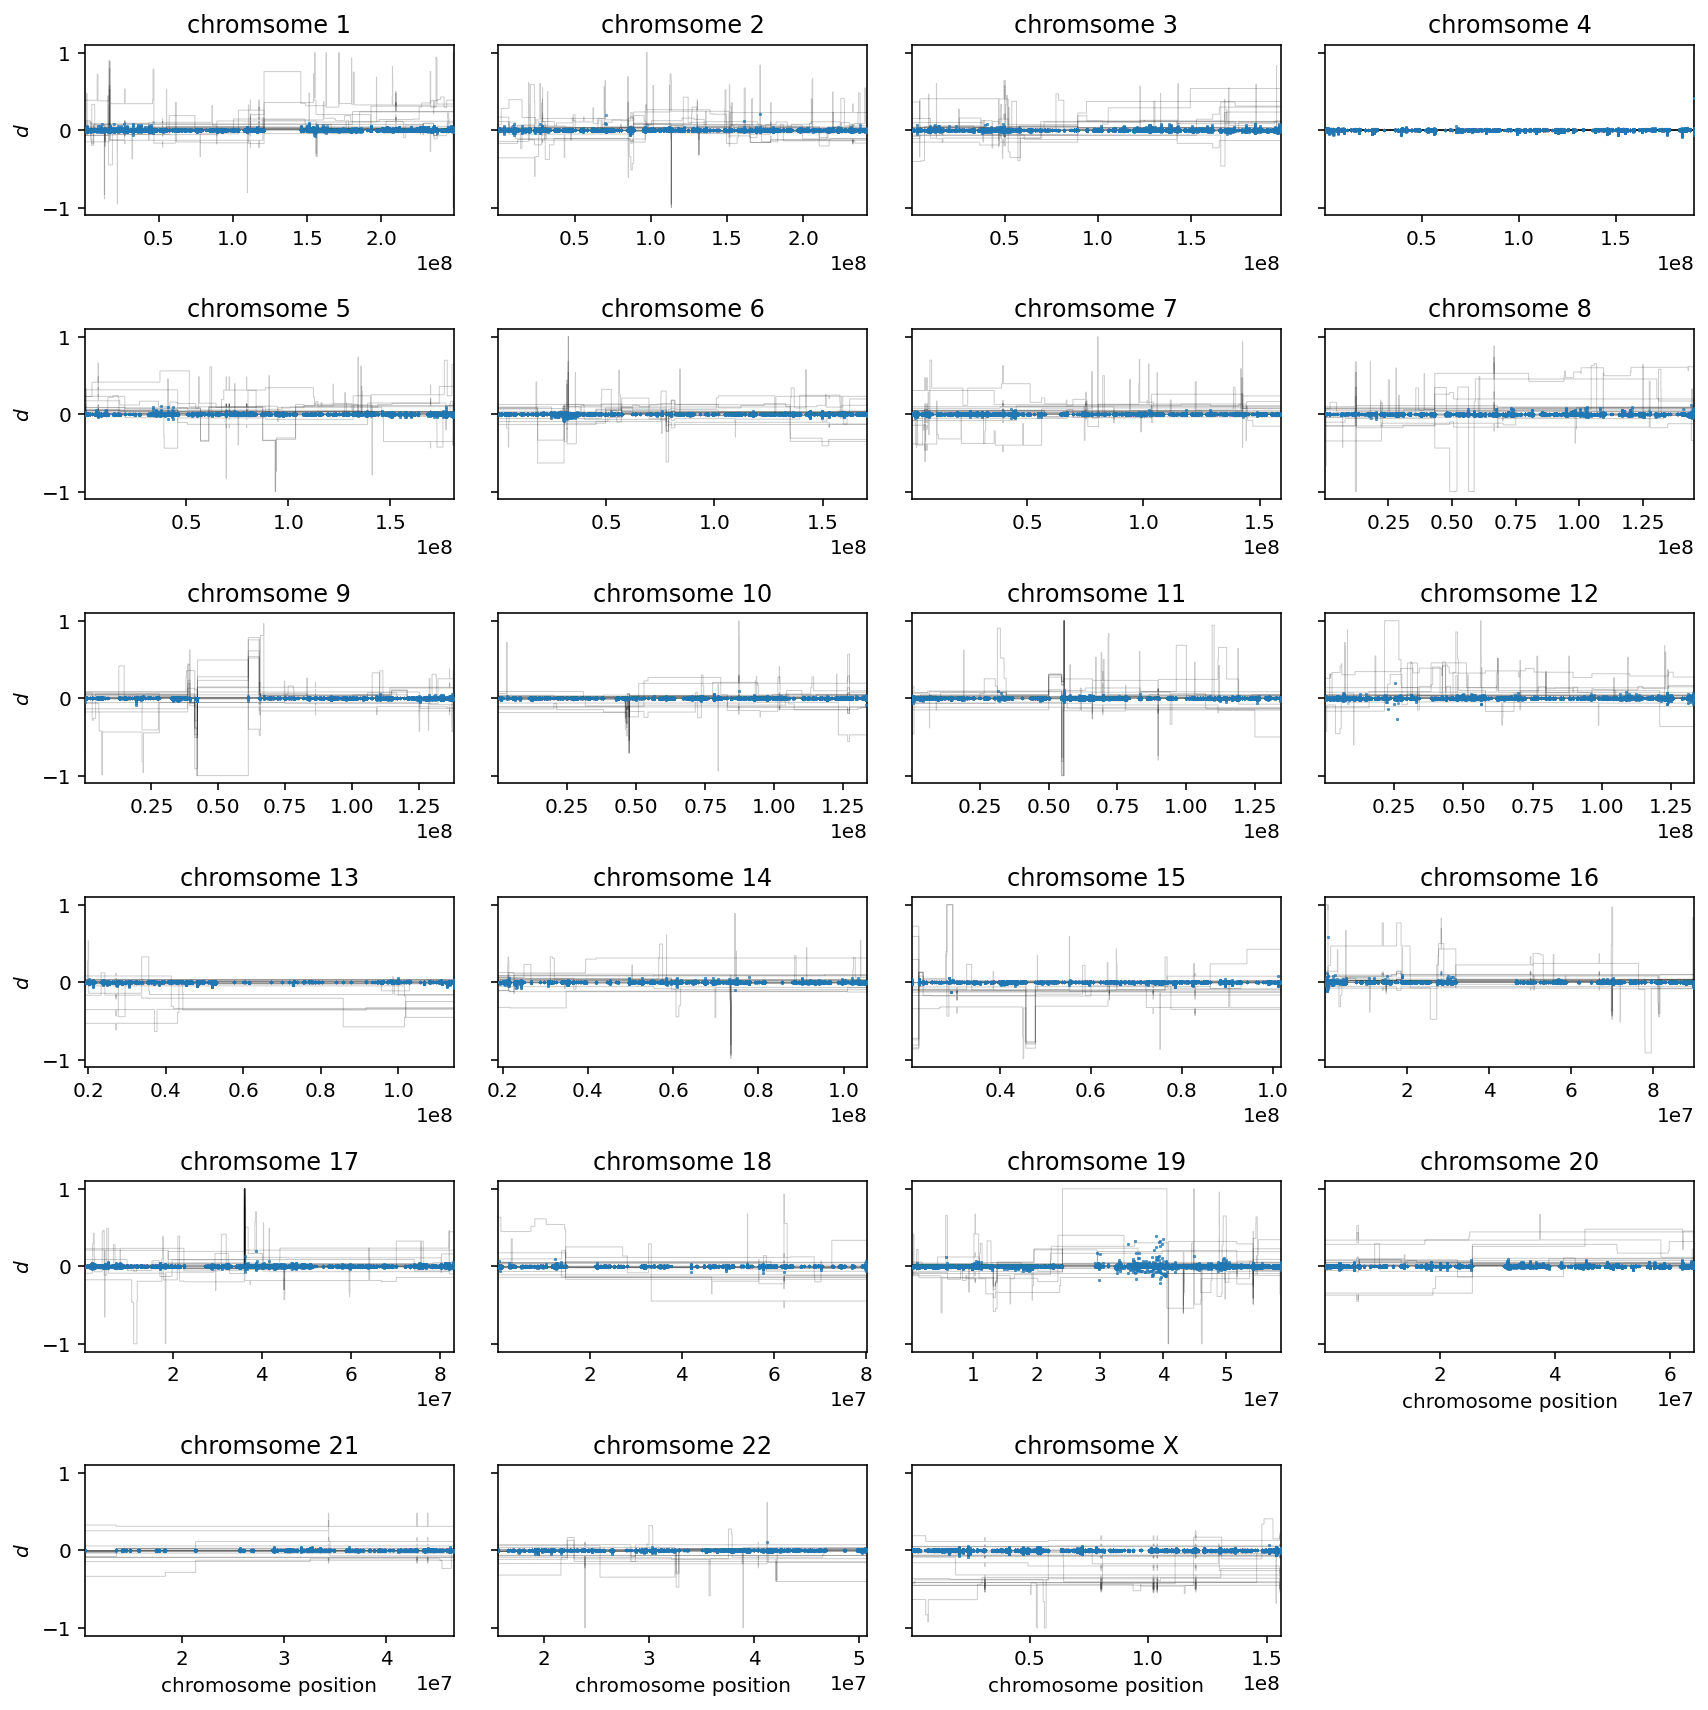 chromsome 1 chromsome 2 chromsome 3 chromsome 4
1
0
−1
d
0.5 1.0 1.5 2.0 0.5 1.0 1.5 2.0 0.5 1.0 1.5 0.5 1.0 1.5
1e8 1e8 1e8 1e8
chromsome 5 chromsome 6 chromsome 7 chromsome 8
1
0
−1
d
0.5 1.0 1.5 0.5 1.0 1.5 0.5 1.0 1.5 0.25 0.50 0.75 1.00 1.25
1e8 1e8 1e8 1e8
chromsome 9 chromsome 10 chromsome 11 chromsome 12
1
0
−1
d
0.25 0.50 0.75 1.00 1.25 0.25 0.50 0.75 1.00 1.25 0.25 0.50 0.75 1.00 1.25 0.25 0.50 0.75 1.00 1.25
1e8 1e8 1e8 1e8
chromsome 13 chromsome 14 chromsome 15 chromsome 16
1
0
−1
d
0.2 0.4 0.6 0.8 1.0 0.2 0.4 0.6 0.8 1.0 0.4 0.6 0.8 1.0 2 4 6 8
1e8 1e8 1e8 1e7
chromsome 17 chromsome 18 chromsome 19 chromsome 20
1
0
−1
d
2 4 6 8 2 4 6 8 1 2 3 4 5 2 4 6
1e7 1e7 1e7 chromosome position 1e7
chromsome 21 chromsome 22 chromsome X
1
0
−1
d
2 3 4 2 3 4 5 0.5 1.0 1.5
chromosome position 1e7 chromosome position 1e7 chromosome position 1e8